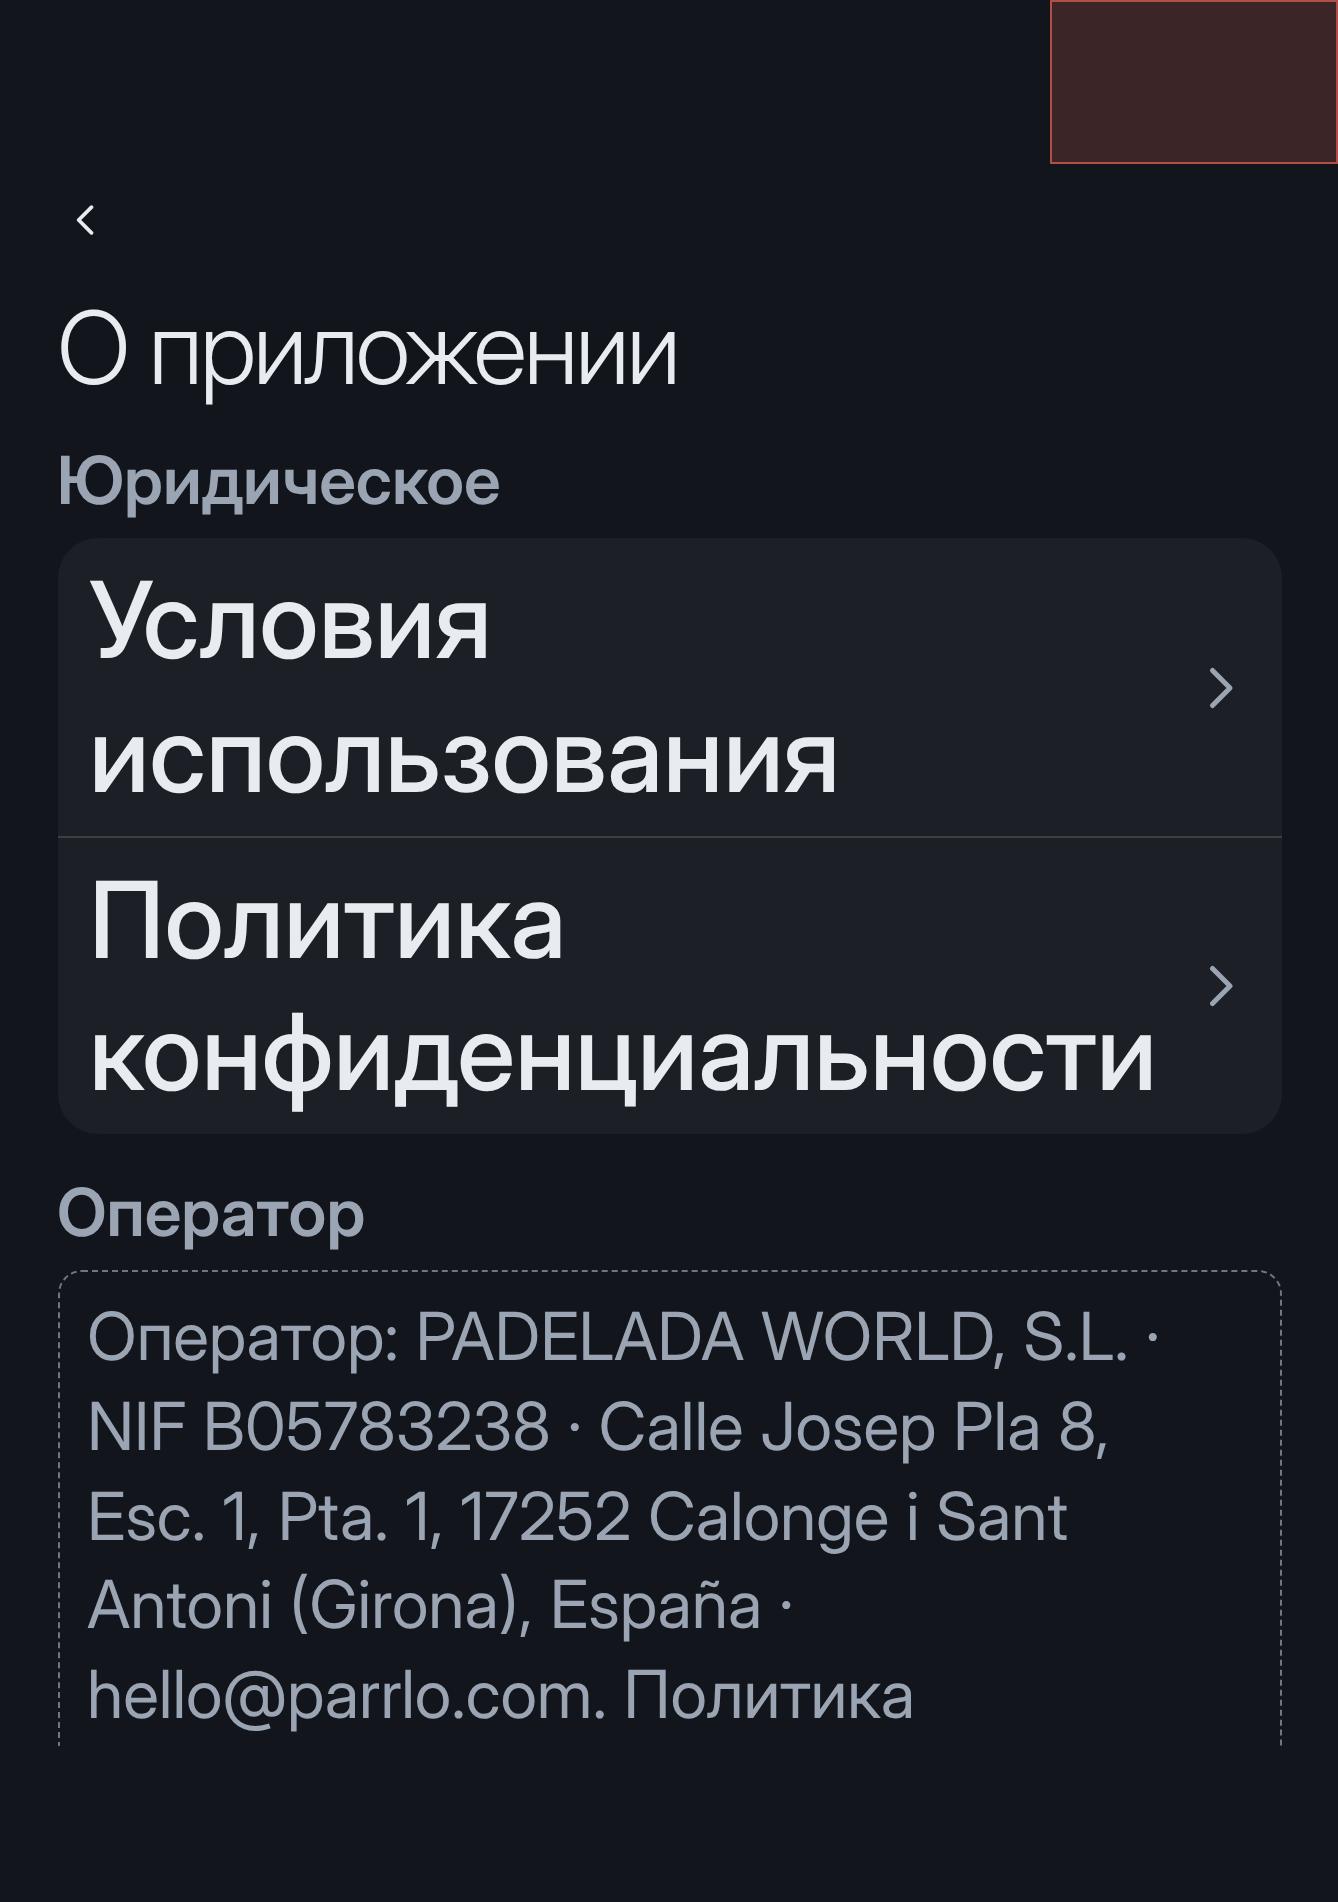 О приложении
Юридическое
Условия
использования
Политика
конфиденциальности
Оператор
Оператор: PADELADA WORLD, S.L. ·
NIF B05783238 · Calle Josep Pla 8,
Esc. 1, Pta. 1, 17252 Calonge i Sant
Antoni (Girona), España ·
hello@parrlo.com. Политика